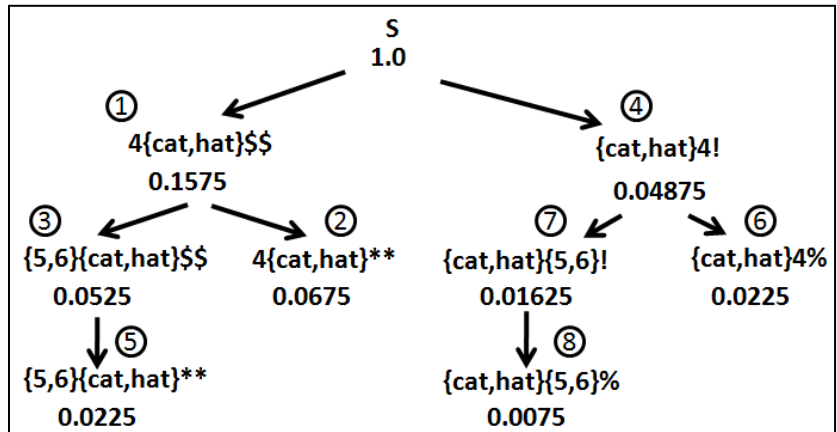 S
1.0
① ④
4{cat,hat}$$ {cat,hat}4!
0.1575 0.04875
③ ② ⑦ ⑥
{5,6}{cat,hat}$$ 4{cat,hat}** {cat,hat}{5,6}! {cat,hat}4%
0.0525 0.0675 0.01625 0.0225
⑤ ⑧
{5,6}{cat,hat}** {cat,hat}{5,6}%
0.0225 0.0075